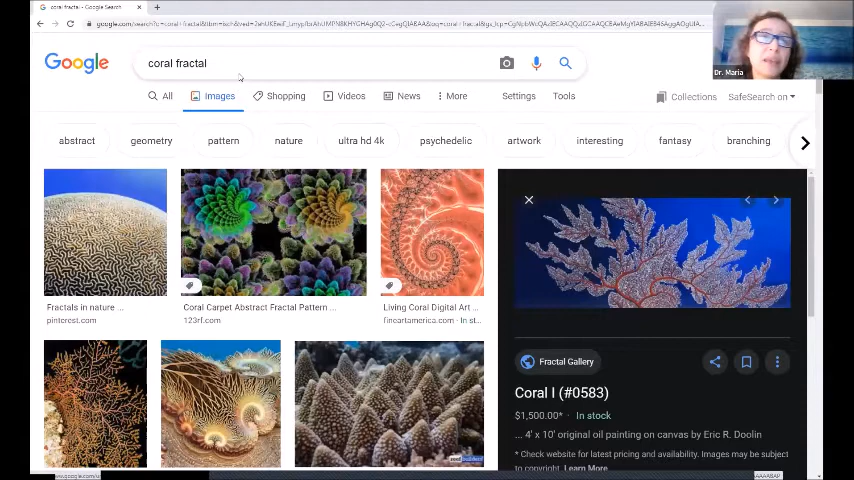 coral fractal - Google Search
Dr. Maria
Google
coral fractal
All
Images
Shopping
Videos
News
More
Settings
Tools
Collections
SafeSearch on
abstract
geometry
pattern
nature
ultra hd 4k
psychedelic
artwork
interesting
fantasy
branching
Fractals in nature ...
pinterest.com
Coral Carpet Abstract Fractal Pattern ...
123rf.com
Living Coral Digital Art ...
fineartamerica.com · In st...
Fractal Gallery
Coral I (#0583)
$1,500.00* · In stock
... 4' x 10' original oil painting on canvas by Eric R. Doolin
* Check website for latest pricing and availability. Images may be subject
to copyright. Learn More